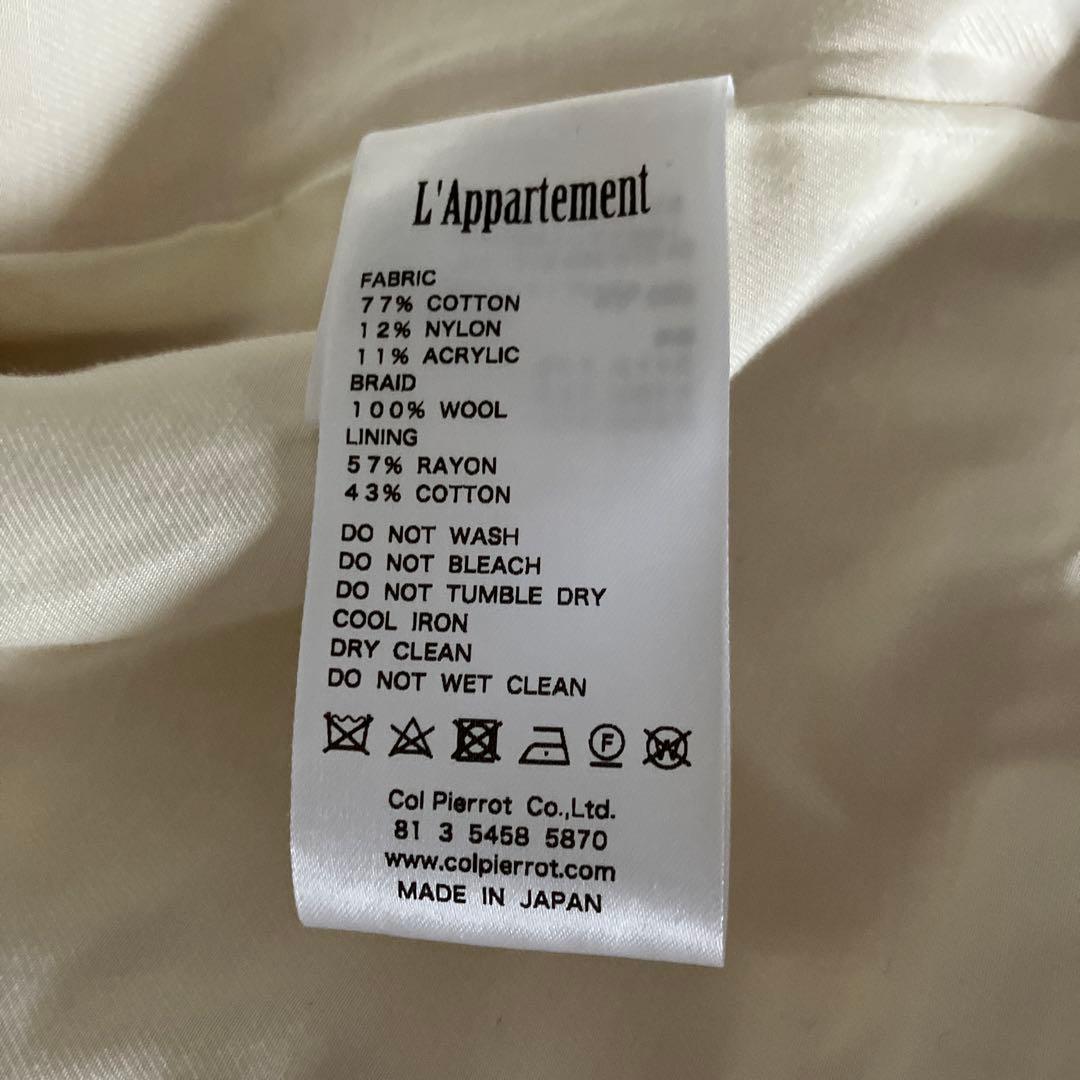 L'Appartement
FABRIC
77% COTTON
12% NYLON
11% ACRYLIC
BRAID
100% WOOL
LINING
57% RAYON
43% COTTON
DO NOT WASH
DO NOT BLEACH
DO NOT TUMBLE DRY
COOL IRON
DRY CLEAN
DO NOT WET CLEAN
F W
Col Pierrot Co.,Ltd.
81 3 5458 5870
www.colpierrot.com
MADE IN JAPAN